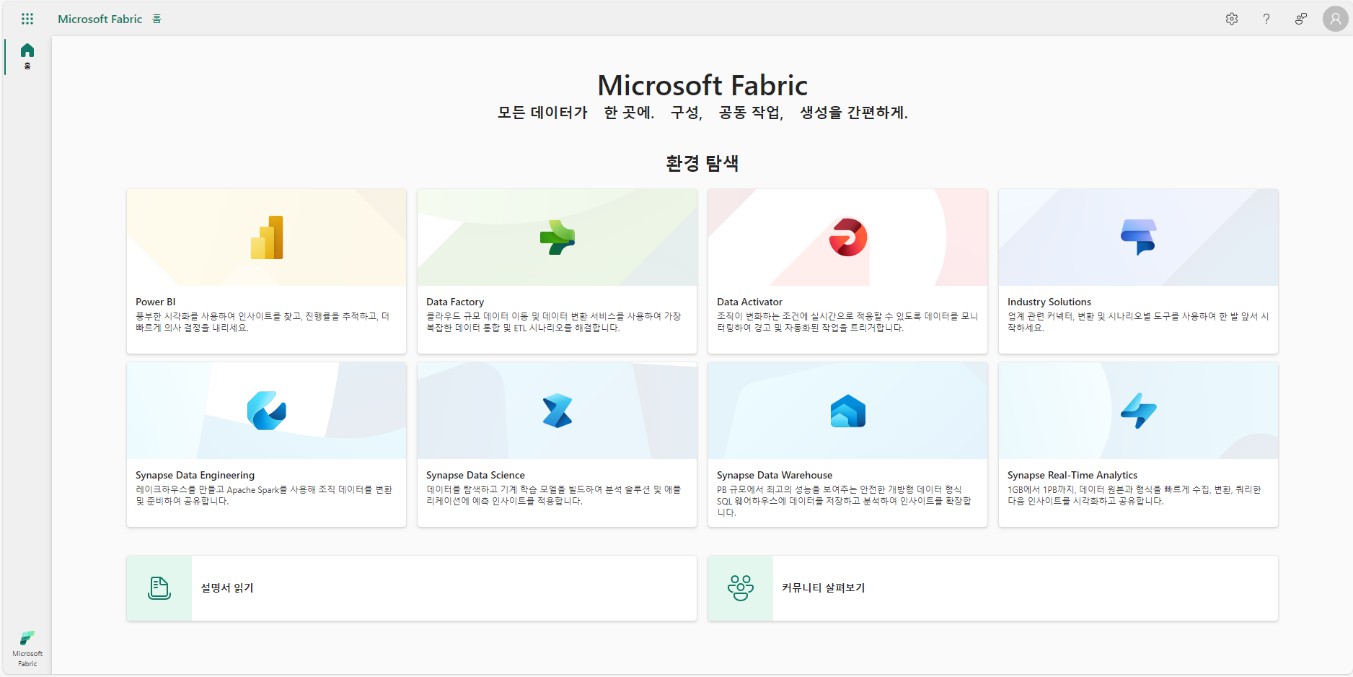 Microsoft Fabric 홈
홈
Microsoft Fabric
모든 데이터가 한 곳에. 구성, 공동 작업, 생성을 간편하게.
환경 탐색
Power BI
풍부한 시각화를 사용하여 인사이트를 찾고, 진행률을 추적하고, 더
빠르게 의사 결정을 내리세요.
Data Factory
클라우드 규모 데이터 이동 및 데이터 변환 서비스를 사용하여 가장
복잡한 데이터 통합 및 ETL 시나리오를 해결합니다.
Data Activator
조직이 변화하는 조건에 실시간으로 적응할 수 있도록 데이터를 모니
터링하여 경고 및 자동화된 작업을 트리거합니다.
Industry Solutions
업계 관련 커넥터, 변환 및 시나리오별 도구를 사용하여 한 발 앞서 시
작하세요.
Synapse Data Engineering
레이크하우스를 만들고 Apache Spark를 사용해 조직 데이터를 변환
및 준비하여 공유합니다.
Synapse Data Science
데이터를 탐색하고 기계 학습 모델을 빌드하여 분석 솔루션 및 애플
리케이션에 예측 인사이트를 적용합니다.
Synapse Data Warehouse
PB 규모에서 최고의 성능을 보여주는 안전한 개방형 데이터 형식
SQL 웨어하우스에 데이터를 저장하고 분석하여 인사이트를 확장합
니다.
Synapse Real-Time Analytics
1GB에서 1PB까지, 데이터 원본과 형식을 빠르게 수집, 변환, 쿼리한
다음 인사이트를 시각화하고 공유합니다.
설명서 읽기
커뮤니티 살펴보기
Microsoft
Fabric